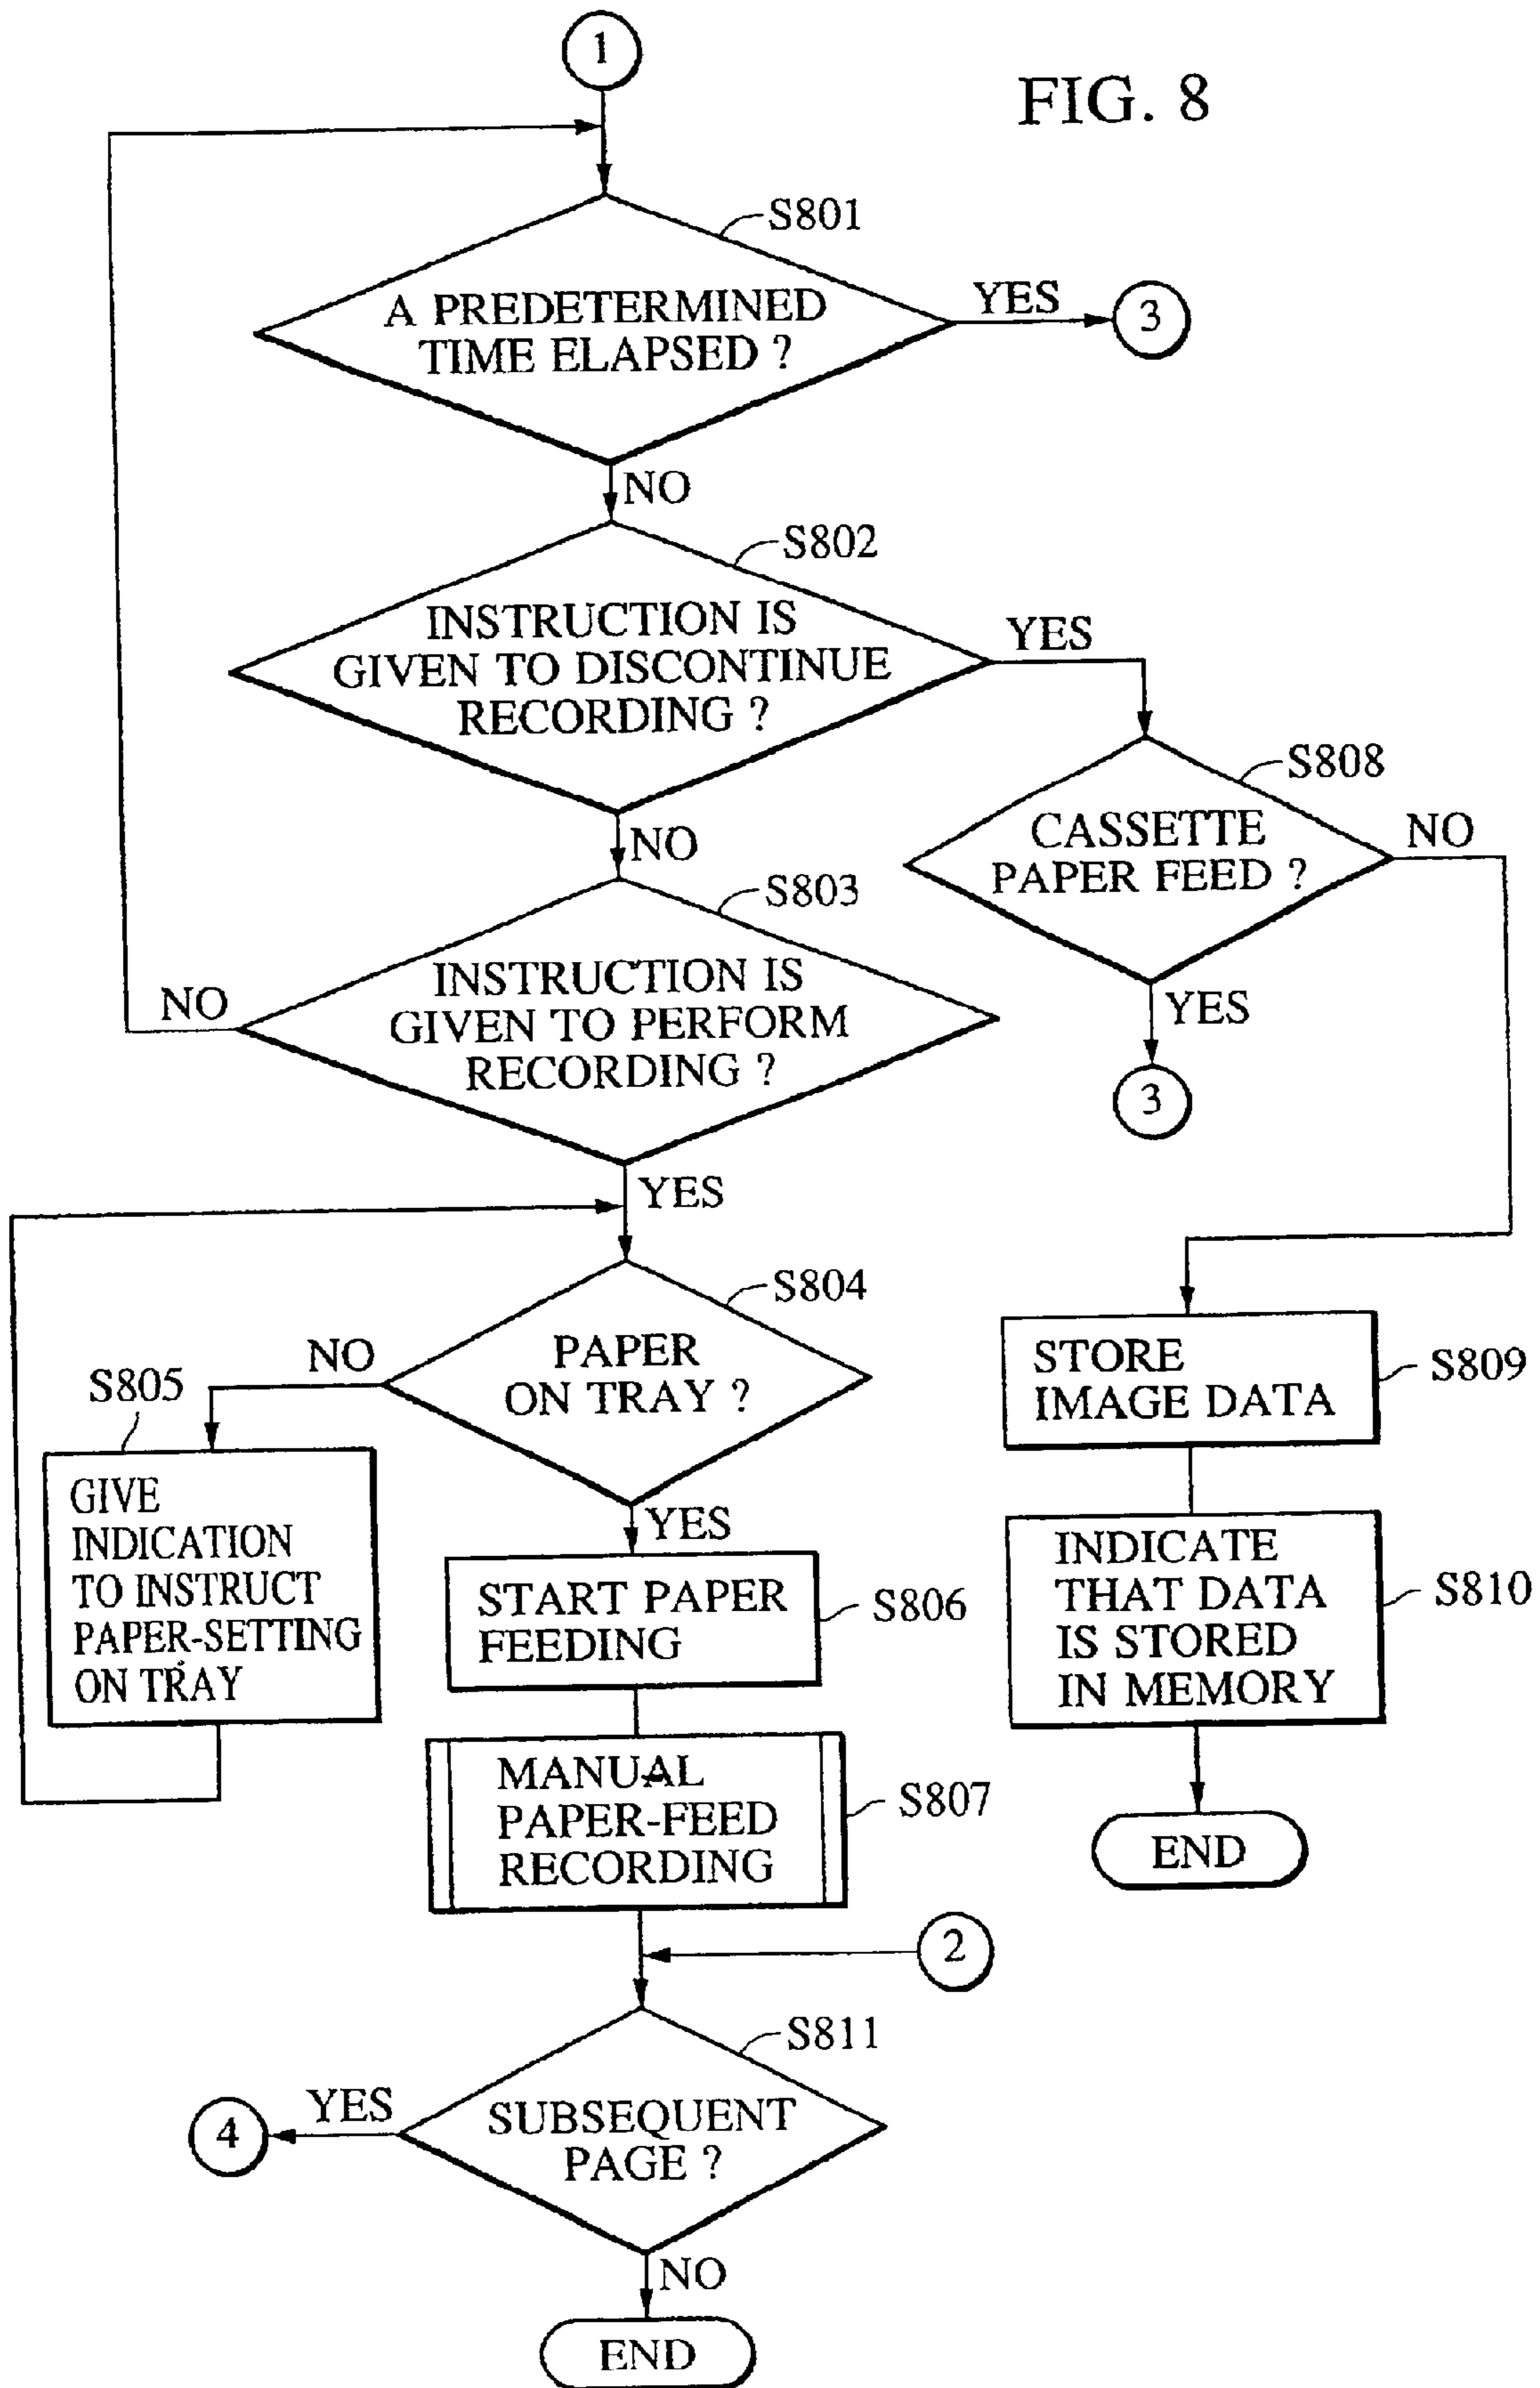 1
FIG. 8
S801
A PREDETERMINED
TIME ELAPSED ?
YES
3
NO
S802
INSTRUCTION IS
GIVEN TO DISCONTINUE
RECORDING ?
YES
NO
S808
CASSETTE
PAPER FEED ?
NO
YES
3
S803
INSTRUCTION IS
GIVEN TO PERFORM
RECORDING ?
NO
YES
S804
PAPER
ON TRAY ?
NO
S805
GIVE
INDICATION
TO INSTRUCT
PAPER-SETTING
ON TRAY
YES
START PAPER
FEEDING
S806
MANUAL
PAPER-FEED
RECORDING
S807
STORE
IMAGE DATA
S809
INDICATE
THAT DATA
IS STORED
IN MEMORY
S810
END
2
S811
SUBSEQUENT
PAGE ?
YES
4
NO
END